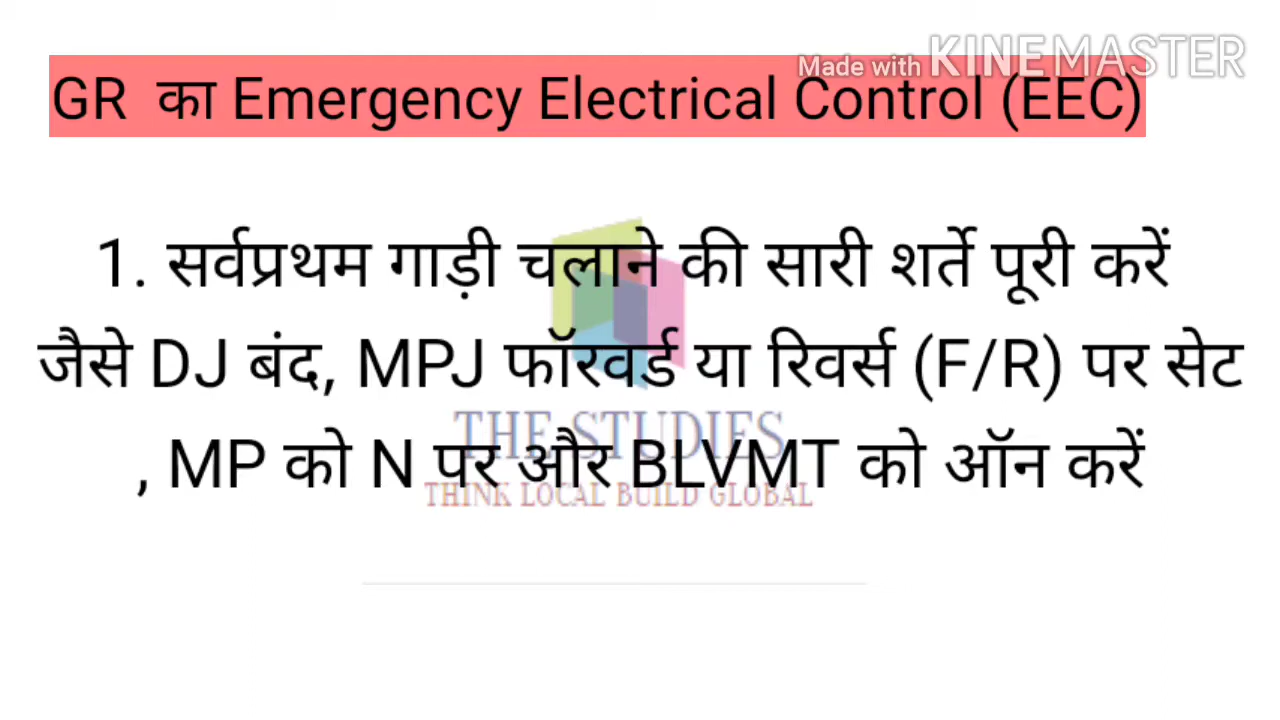 Made with KINEMASTER
GR का Emergency Electrical Control (EEC)
1. सर्वप्रथम गाड़ी चलाने की सारी शर्ते पूरी करें
जैसे DJ बंद, MPJ फॉरवर्ड या रिवर्स (F/R) पर सेट
, MP को N पर और BLVMT को ऑन करें
THE STUDIES
THINK LOCAL BUILD GLOBAL